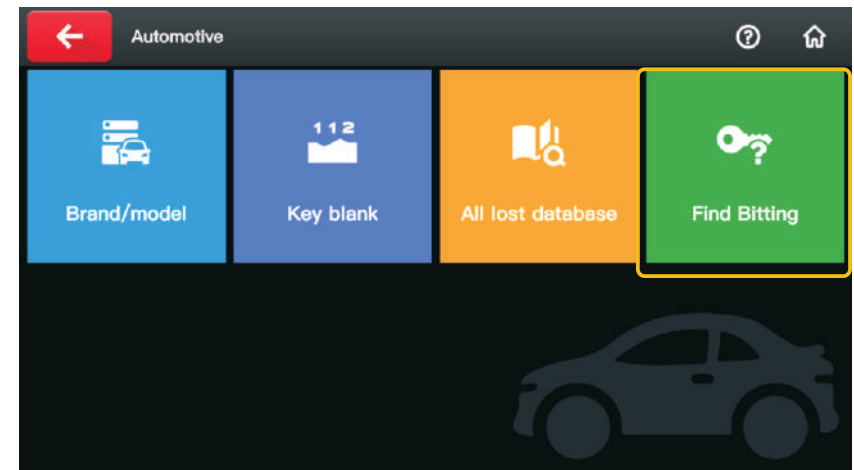 Automotive
112
Brand/model
Key blank
All lost database
Find Bitting